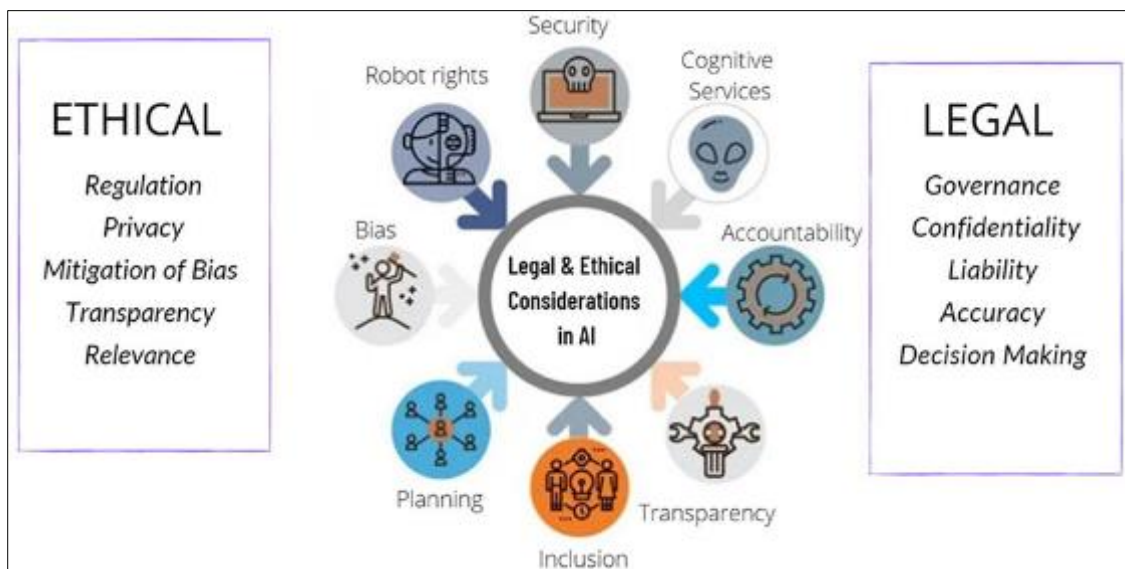 ETHICAL
Regulation
Privacy
Mitigation of Bias
Transparency
Relevance
Security
Robot rights
Cognitive
Services
Bias
Accountability
Legal & Ethical
Considerations
in AI
Planning
Transparency
Inclusion
LEGAL
Governance
Confidentiality
Liability
Accuracy
Decision Making